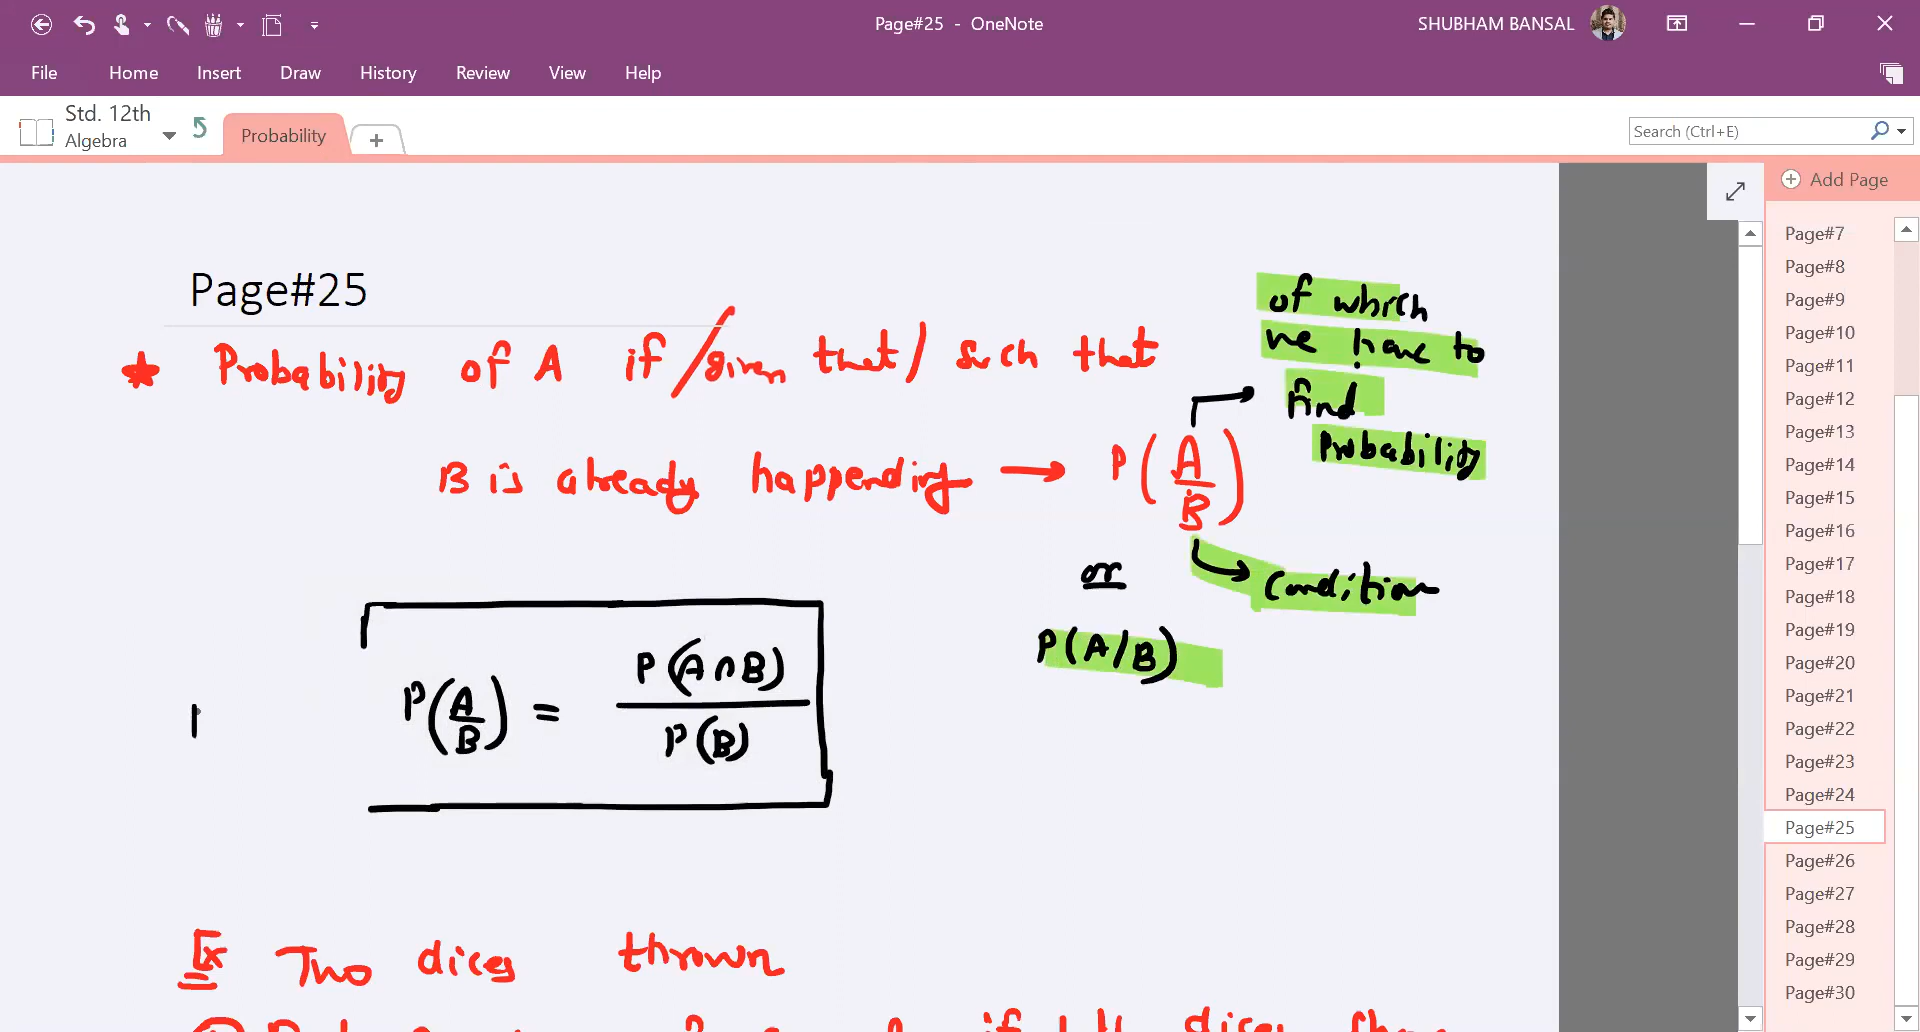 Page#25 - OneNote
SHUBHAM BANSAL
File Home Insert Draw History Review View Help
Std. 12th
Algebra
Probability
Search (Ctrl+E)
Add Page
Page#25
★ Probability of A if / given that / such that
B is already happending → P(A/B)
of which
we have to
find
Probability
Condition
or
P(A/B)
P(A/B) = P(A∩B) / P(B)
Ex Two dices thrown
Page#7
Page#8
Page#9
Page#10
Page#11
Page#12
Page#13
Page#14
Page#15
Page#16
Page#17
Page#18
Page#19
Page#20
Page#21
Page#22
Page#23
Page#24
Page#25
Page#26
Page#27
Page#28
Page#29
Page#30